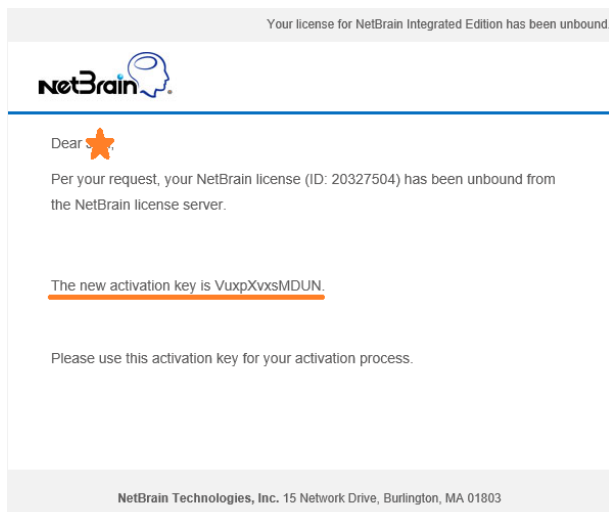 Your license for NetBrain Integrated Edition has been unbound.
NetBrain
Dear
Per your request, your NetBrain license (ID: 20327504) has been unbound from
the NetBrain license server.
The new activation key is VuxpXvxsMDUN.
Please use this activation key for your activation process.
NetBrain Technologies, Inc. 15 Network Drive, Burlington, MA 01803